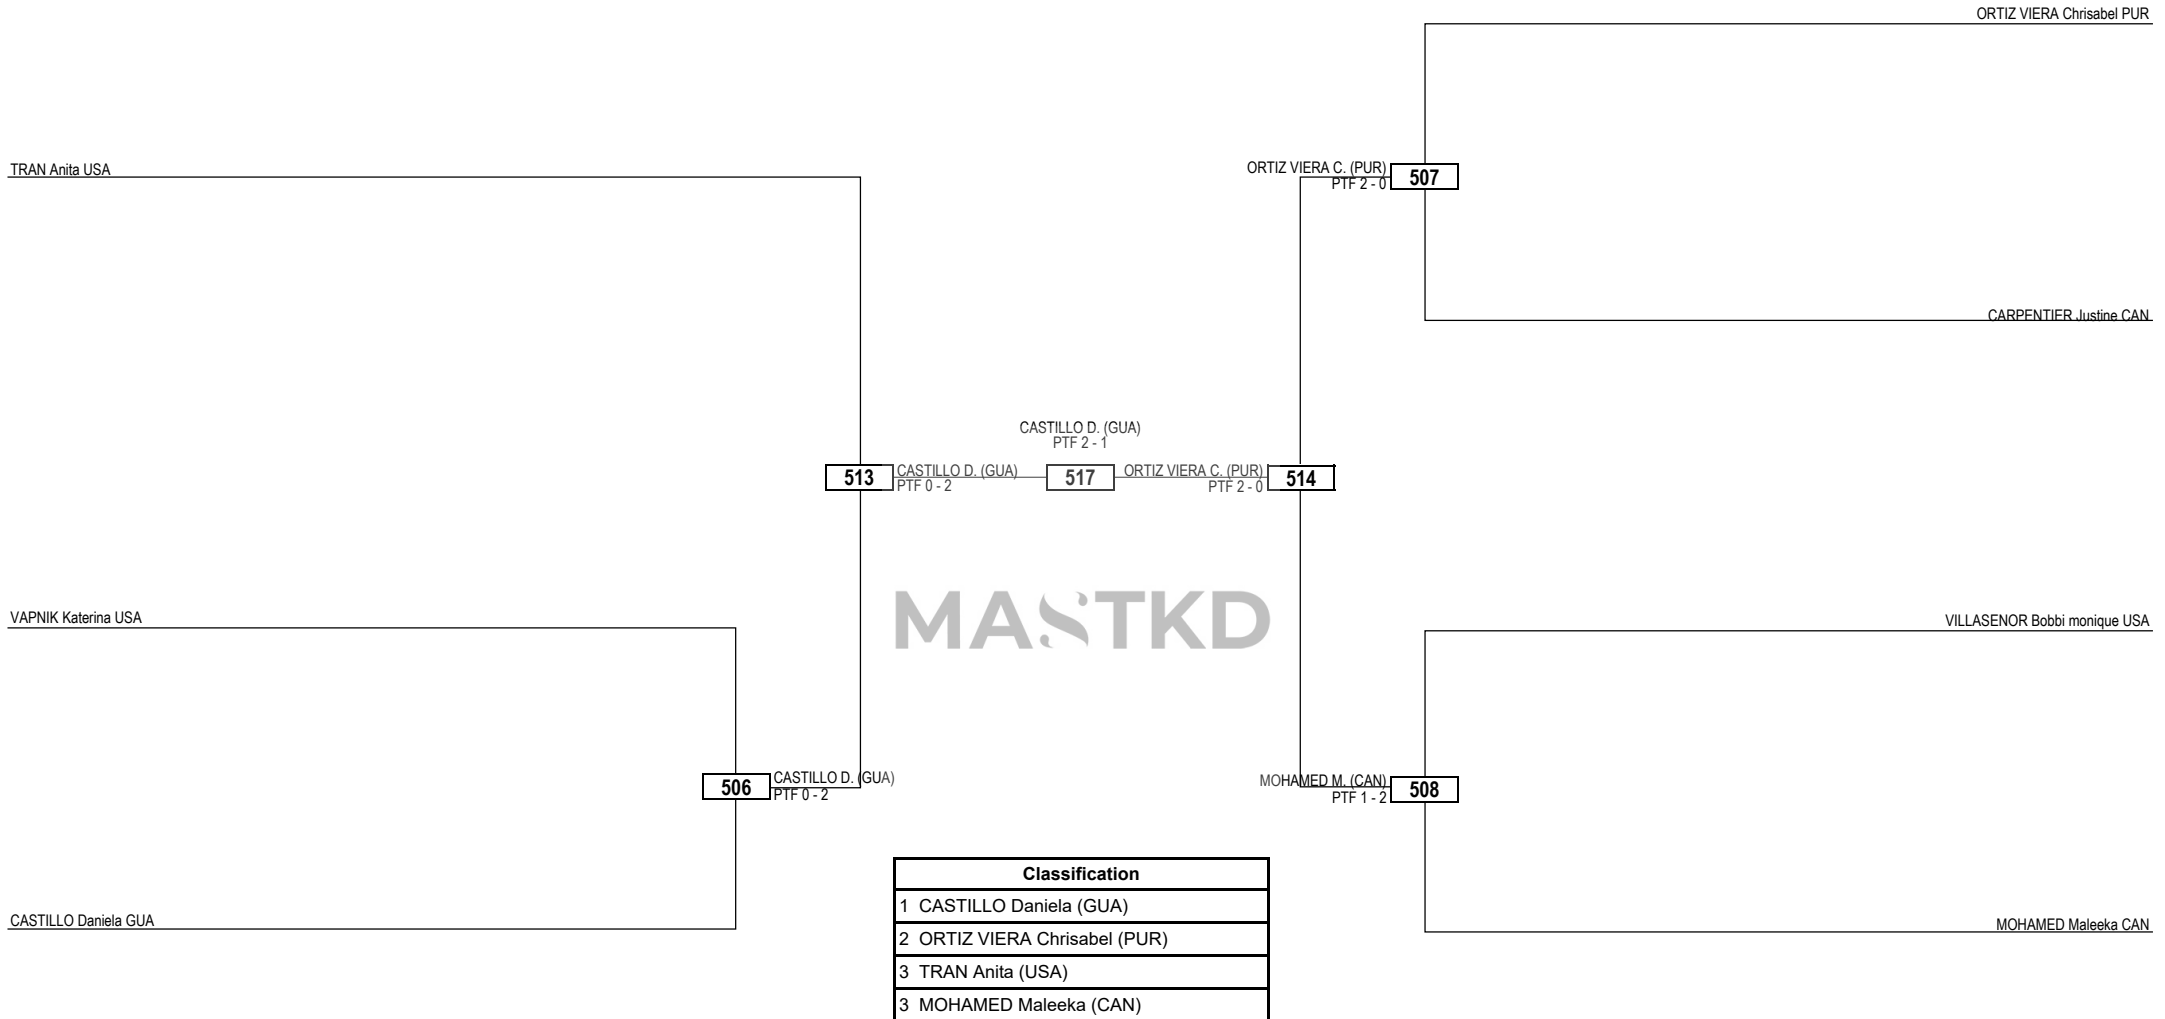 ORTIZ VIERA Chrisabel PUR
TRAN Anita USA
ORTIZ VIERA C. (PUR)
PTF 2 - 0
507
CARPENTIER Justine CAN
CASTILLO D. (GUA)
PTF 2 - 1
513
CASTILLO D. (GUA)
PTF 0 - 2
517
ORTIZ VIERA C. (PUR)
PTF 2 - 0
514
MASTKD
VAPNIK Katerina USA
VILLASENOR Bobbi monique USA
506
CASTILLO D. (GUA)
PTF 0 - 2
MOHAMED M. (CAN)
PTF 1 - 2
508
CASTILLO Daniela GUA
MOHAMED Maleeka CAN
Classification
1 CASTILLO Daniela (GUA)
2 ORTIZ VIERA Chrisabel (PUR)
3 TRAN Anita (USA)
3 MOHAMED Maleeka (CAN)